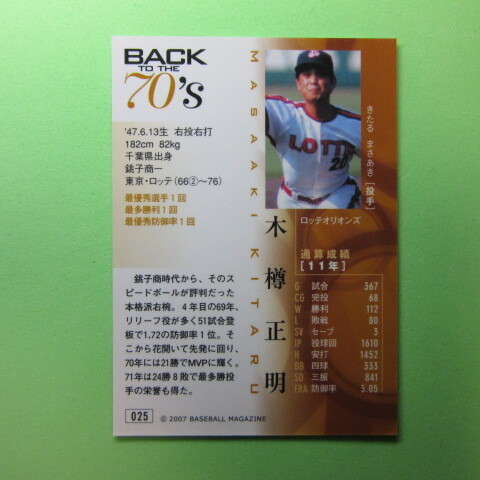 BACK
TO THE
70's
MASAAKI KITARU
LOTTE
20
きたる まさあき [投手]
ロッテオリオンズ
'47.6.13生 右投右打
182cm 82kg
千葉県出身
銚子商ー
東京・ロッテ(66②〜76)
最優秀選手1回
最多勝利1回
最優秀防御率1回
木樽正明
銚子商時代から、そのス
ピードボールが評判だった
本格派右腕。4年目の69年、
リリーフ役が多く51試合登
板で1.72の防御率1位。そ
こから花開いて先発に回り、
70年には21勝でMVPに輝く。
71年は24勝8敗で最多勝投
手の栄誉も得た。
通算成績
[11年]
G 試合 367
CG 完投 68
W 勝利 112
L 敗戦 80
SV セーブ 3
IP 投球回 1610
H 安打 1452
BB 四球 333
SO 三振 841
ERA 防御率 3.05
025
© 2007 BASEBALL MAGAZINE